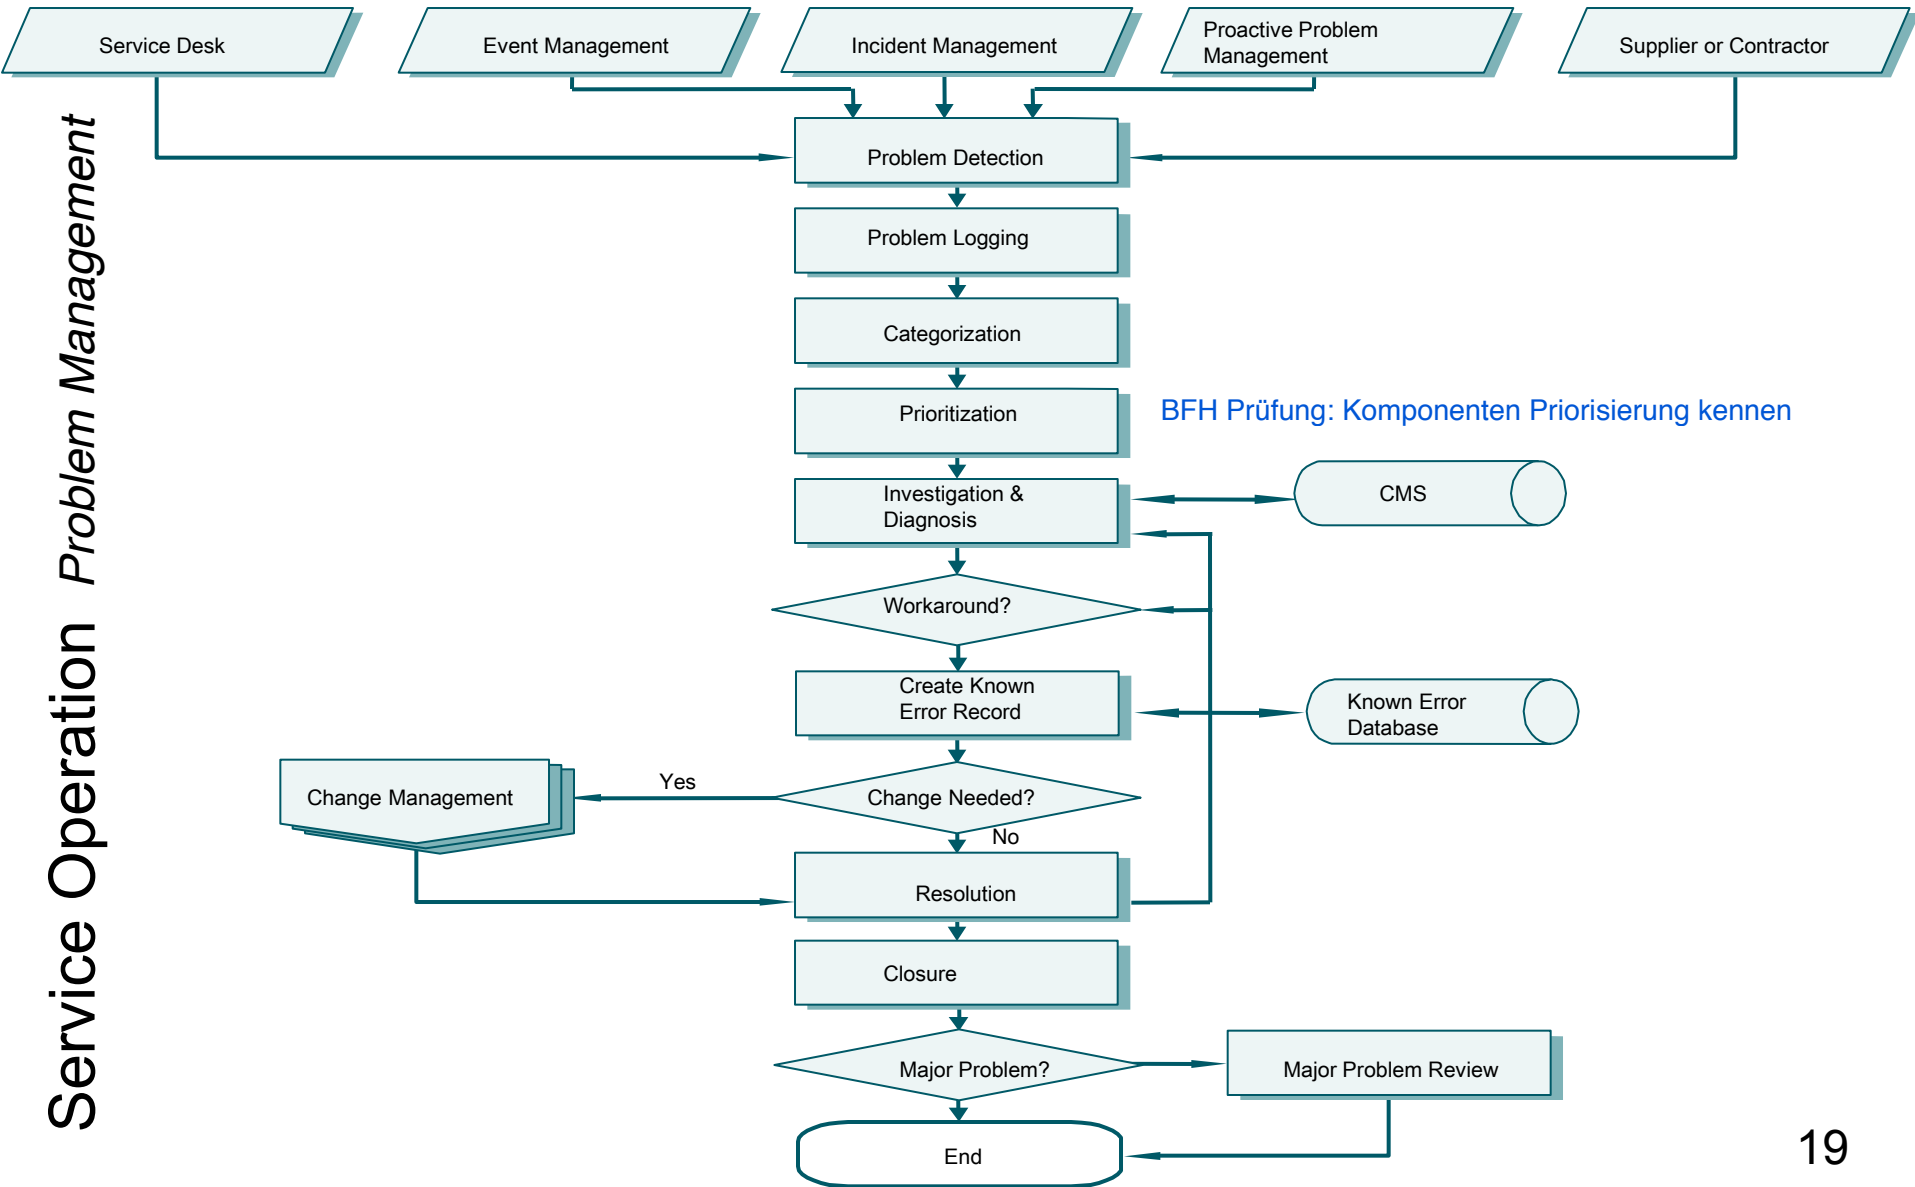 Service Desk
Event Management
Incident Management
Proactive Problem
Management
Supplier or Contractor
Service Operation Problem Management
Problem Detection
Problem Logging
Categorization
Prioritization
BFH Prüfung: Komponenten Priorisierung kennen
Investigation &
Diagnosis
CMS
Workaround?
Create Known
Error Record
Known Error
Database
Change Management
Yes
Change Needed?
No
Resolution
Closure
Major Problem?
Major Problem Review
End
19